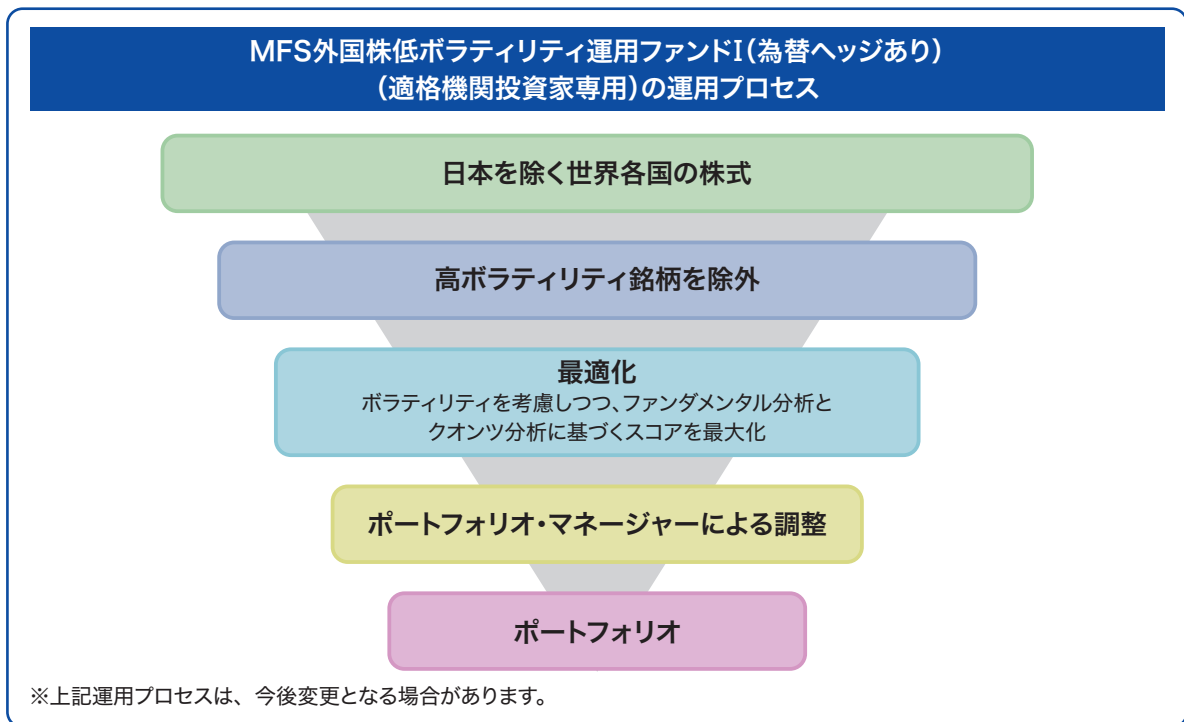 MFS外国株低ボラティリティ運用ファンドI(為替ヘッジあり)
(適格機関投資家専用)の運用プロセス
日本を除く世界各国の株式
高ボラティリティ銘柄を除外
最適化
ボラティリティを考慮しつつ、ファンダメンタル分析と
クオンツ分析に基づくスコアを最大化
ポートフォリオ・マネージャーによる調整
ポートフォリオ
※上記運用プロセスは、今後変更となる場合があります。